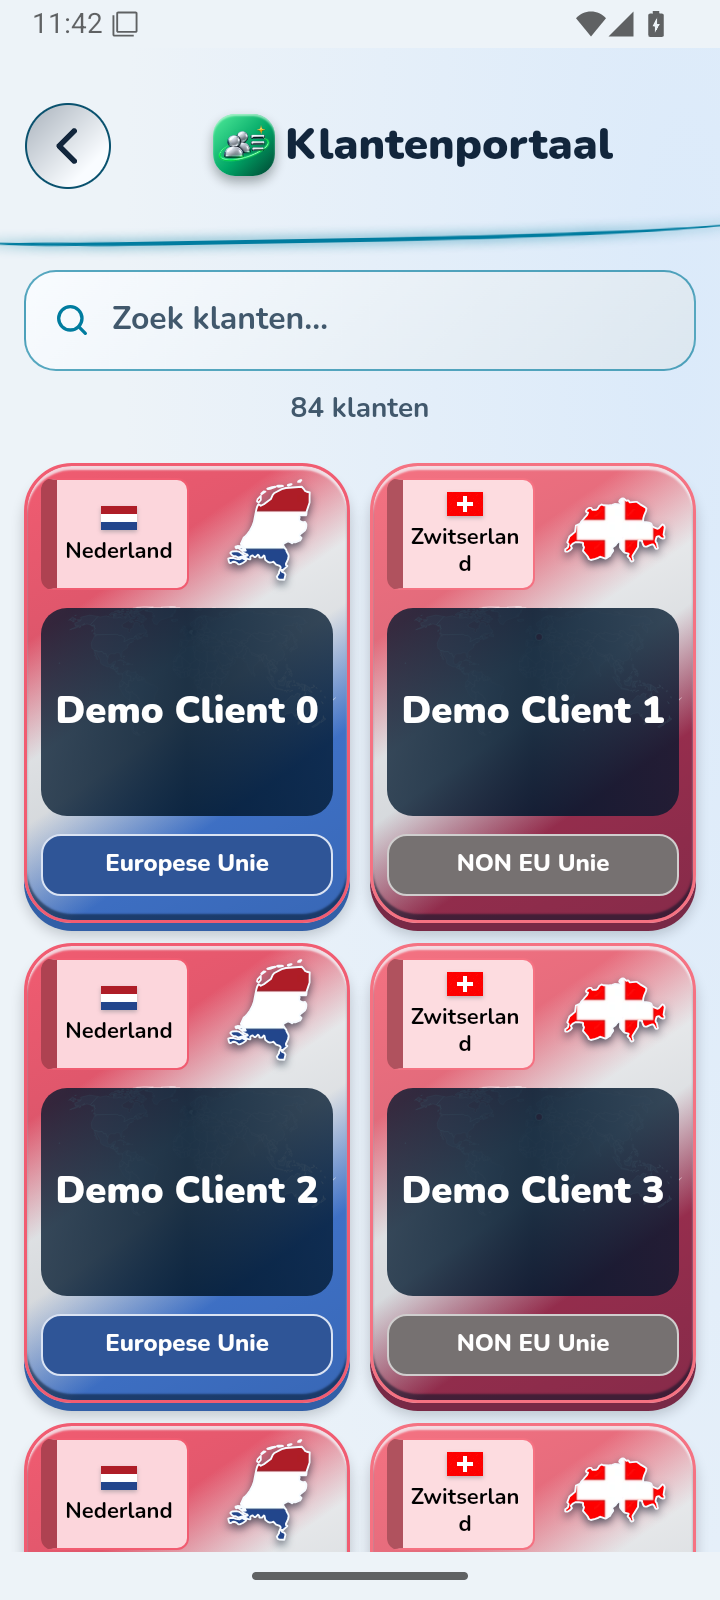 11:42
Klantenportaal
Zoek klanten...
84 klanten
Nederland
Zwitserlan
d
Demo Client 0
Demo Client 1
Europese Unie
NON EU Unie
Nederland
Zwitserlan
d
Demo Client 2
Demo Client 3
Europese Unie
NON EU Unie
Nederland
Zwitserlan
d